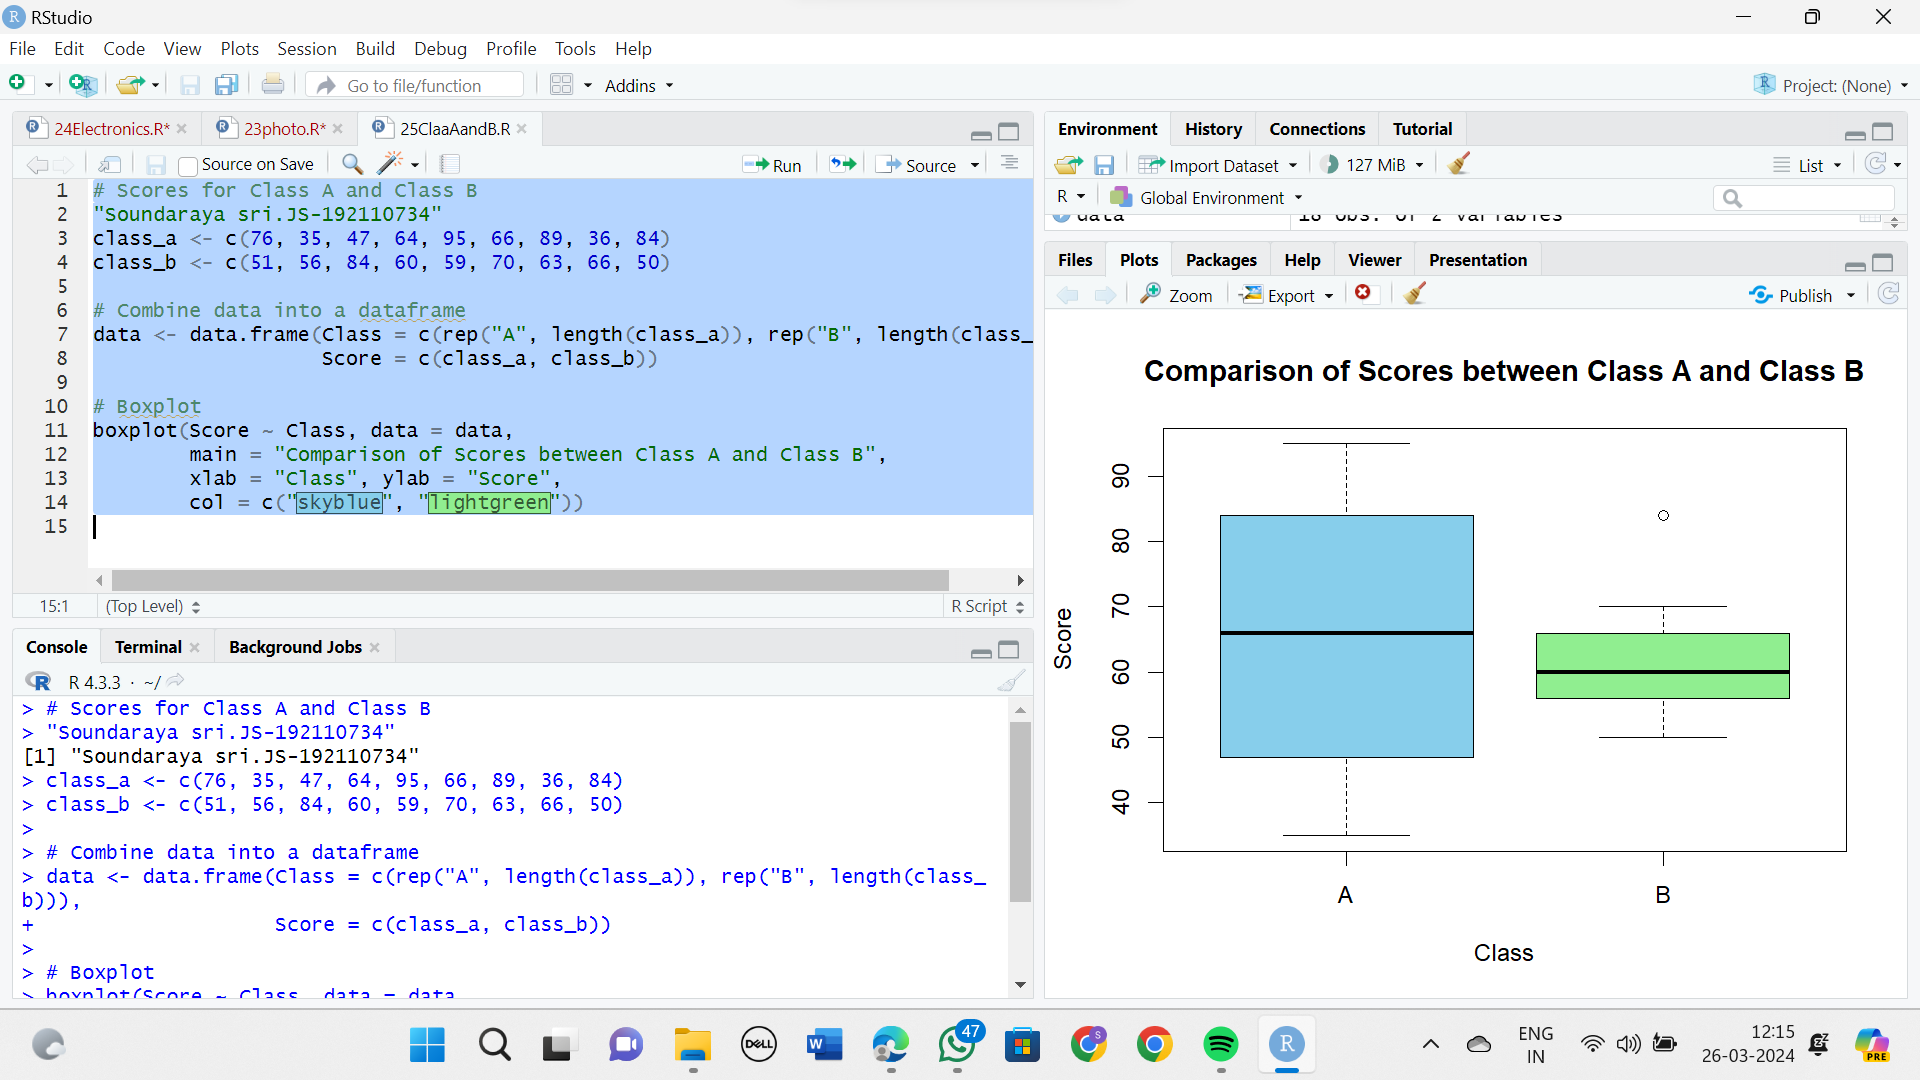 RStudio
File Edit Code View Plots Session Build Debug Profile Tools Help
Go to file/function Addins Project: (None)
24Electronics.R* 23photo.R* 25ClaaAandB.R
Source on Save Run Source
1 # Scores for Class A and Class B
2 "Soundaraya sri.JS-192110734"
3 class_a <- c(76, 35, 47, 64, 95, 66, 89, 36, 84)
4 class_b <- c(51, 56, 84, 60, 59, 70, 63, 66, 50)
5
6 # Combine data into a dataframe
7 data <- data.frame(Class = c(rep("A", length(class_a)), rep("B", length(class_
8 Score = c(class_a, class_b))
9
10 # Boxplot
11 boxplot(Score ~ Class, data = data,
12 main = "Comparison of Scores between Class A and Class B",
13 xlab = "Class", ylab = "Score",
14 col = c("skyblue", "lightgreen"))
15
15:1 (Top Level) R Script
Console Terminal Background Jobs
R R 4.3.3 · ~/
> # Scores for Class A and Class B
> "Soundaraya sri.JS-192110734"
[1] "Soundaraya sri.JS-192110734"
> class_a <- c(76, 35, 47, 64, 95, 66, 89, 36, 84)
> class_b <- c(51, 56, 84, 60, 59, 70, 63, 66, 50)
>
> # Combine data into a dataframe
> data <- data.frame(Class = c(rep("A", length(class_a)), rep("B", length(class_
b))),
+ Score = c(class_a, class_b))
>
> # Boxplot
> boxplot(Score ~ Class, data = data,
Environment History Connections Tutorial
Import Dataset 127 MiB List
R Global Environment
data 18 obs. of 2 variables
Files Plots Packages Help Viewer Presentation
Zoom Export Publish
Comparison of Scores between Class A and Class B
Score
90
80
70
60
50
40
A B
Class
DELL W 47 S R
ENG
IN
12:15
26-03-2024
PRE